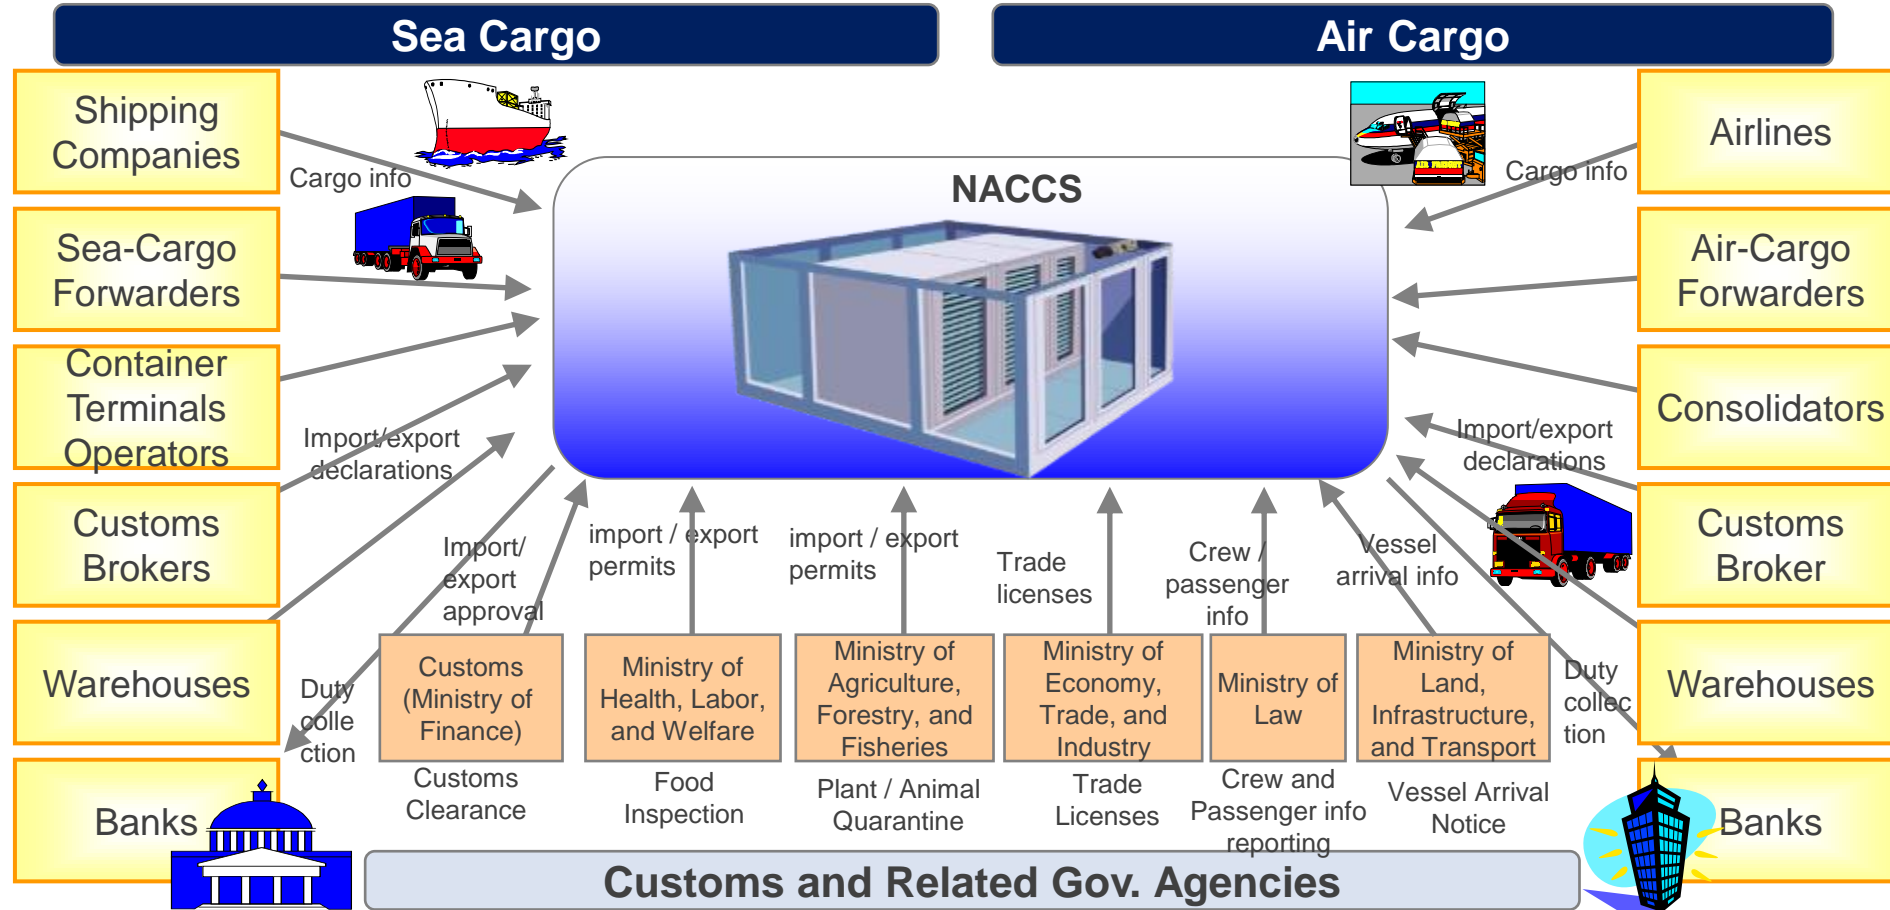 Sea Cargo
Air Cargo
Shipping
Companies
Cargo info
Sea-Cargo
Forwarders
Container
Terminals
Operators
Import/export
declarations
Customs
Brokers
Warehouses
Duty
colle
ction
Banks
NACCS
AIR FREIGHT
Airlines
Cargo info
Air-Cargo
Forwarders
Consolidators
Import/export
declarations
Customs
Broker
Warehouses
Duty
collec
tion
Banks
Import/
export
approval
import / export
permits
import / export
permits
Trade
licenses
Crew /
passenger
info
Vessel
arrival info
Customs
(Ministry of
Finance)
Ministry of
Health, Labor,
and Welfare
Ministry of
Agriculture,
Forestry, and
Fisheries
Ministry of
Economy,
Trade, and
Industry
Ministry of
Law
Ministry of
Land,
Infrastructure,
and Transport
Customs
Clearance
Food
Inspection
Plant / Animal
Quarantine
Trade
Licenses
Crew and
Passenger info
reporting
Vessel Arrival
Notice
Customs and Related Gov. Agencies